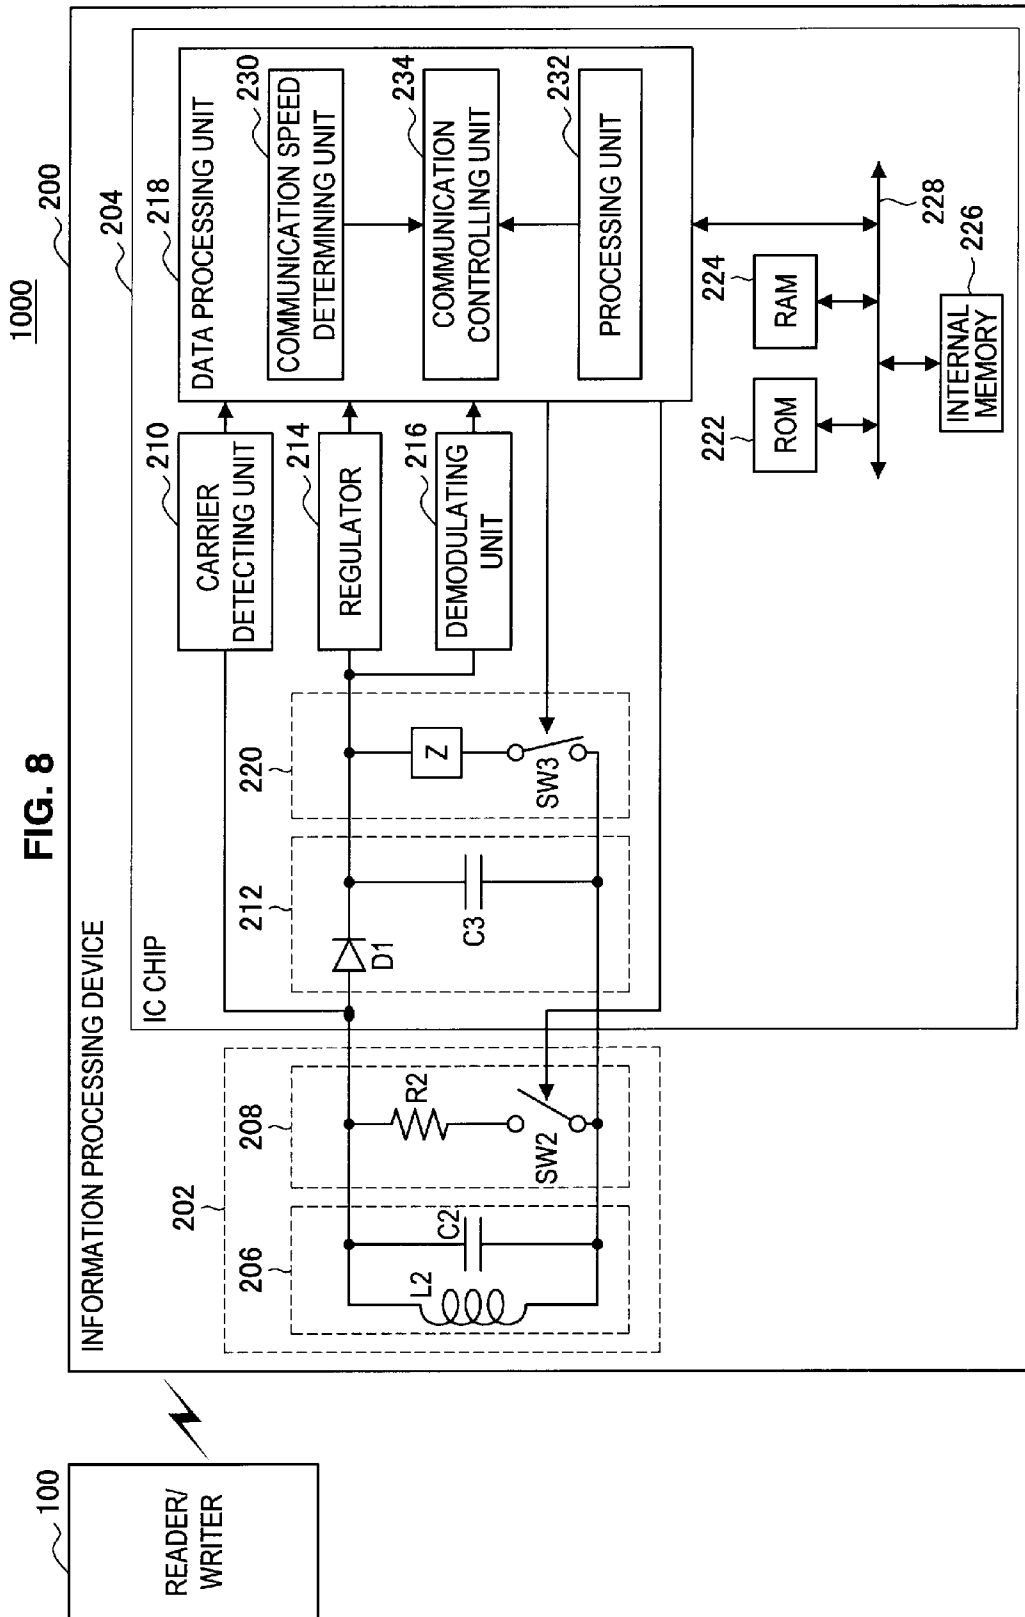 FIG. 8
1000
100
READER/
WRITER
200
INFORMATION PROCESSING DEVICE
204
IC CHIP
202
206
L2
C2
208
R2
SW2
212
D1
C3
220
Z
SW3
210
CARRIER
DETECTING UNIT
214
REGULATOR
216
DEMODULATING
UNIT
218
DATA PROCESSING UNIT
230
COMMUNICATION SPEED
DETERMINING UNIT
234
COMMUNICATION
CONTROLLING UNIT
232
PROCESSING UNIT
222
ROM
224
RAM
228
226
INTERNAL
MEMORY